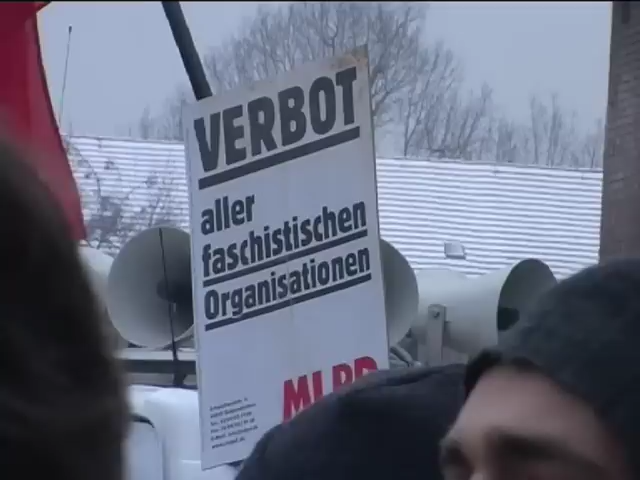 VERBOT
aller
faschistischen
Organisationen
MLPD